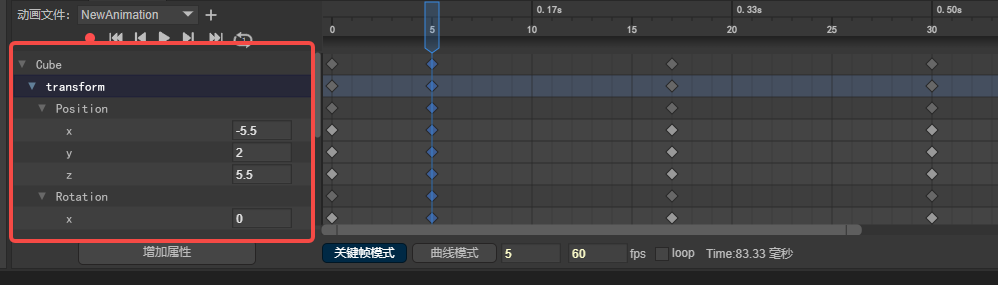 动画文件: NewAnimation
0.17s 0.33s 0.50s
0 5 10 15 20 25 30
Cube
transform
Position
x -5.5
y 2
z 5.5
Rotation
x 0
增加属性 关键帧模式 曲线模式 5 60 fps loop Time:83.33 毫秒